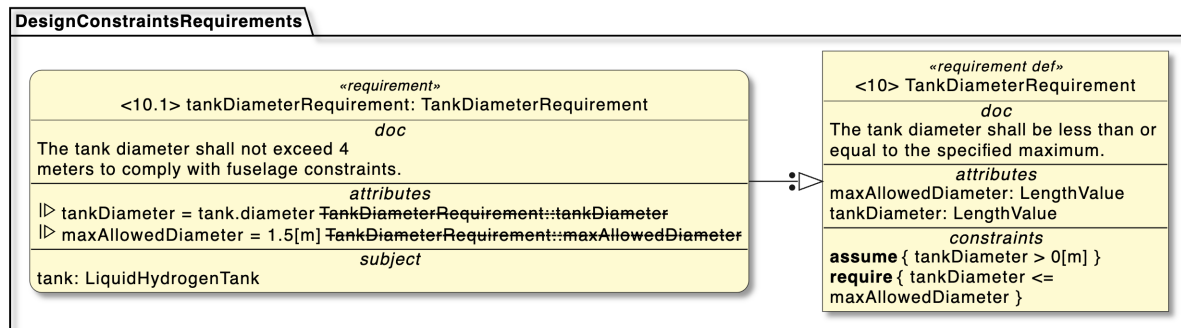 DesignConstraintsRequirements
«requirement»
<10.1> tankDiameterRequirement: TankDiameterRequirement
doc
The tank diameter shall not exceed 4
meters to comply with fuselage constraints.
attributes
tankDiameter = tank.diameter TankDiameterRequirement::tankDiameter
maxAllowedDiameter = 1.5[m] TankDiameterRequirement::maxAllowedDiameter
subject
tank: LiquidHydrogenTank
«requirement def»
<10> TankDiameterRequirement
doc
The tank diameter shall be less than or
equal to the specified maximum.
attributes
maxAllowedDiameter: LengthValue
tankDiameter: LengthValue
constraints
assume { tankDiameter > 0[m] }
require { tankDiameter <=
maxAllowedDiameter }